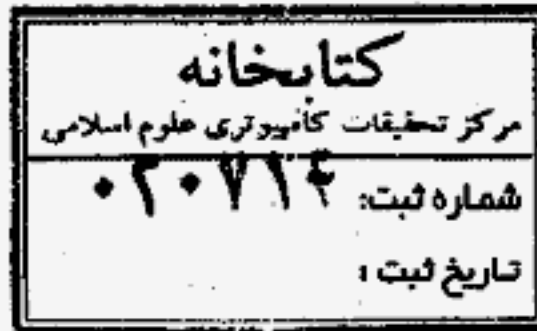 کتابخانه
مرکز تحقیقات کامپیوتری علوم اسلامی
شماره ثبت: ۰۲۰۷۱۴
تاریخ ثبت :